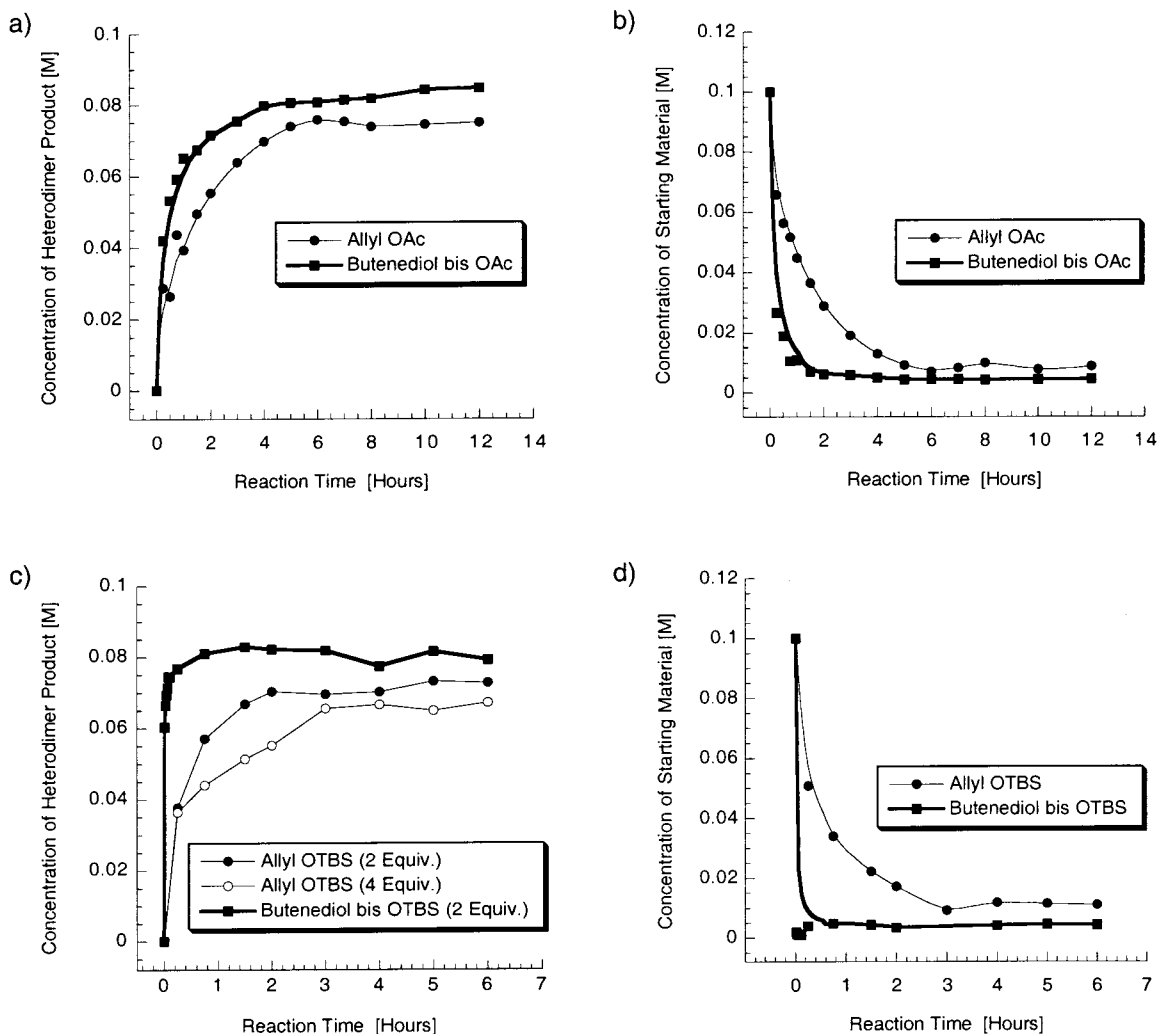 a)
Concentration of Heterodimer Product [M]
0.1
0.08
0.06
0.04
0.02
0
Allyl OAc
Butenediol bis OAc
0 2 4 6 8 10 12 14
Reaction Time [Hours]
b)
Concentration of Starting Material [M]
0.12
0.1
0.08
0.06
0.04
0.02
0
Allyl OAc
Butenediol bis OAc
0 2 4 6 8 10 12 14
Reaction Time [Hours]
c)
Concentration of Heterodimer Product [M]
0.1
0.08
0.06
0.04
0.02
0
Allyl OTBS (2 Equiv.)
Allyl OTBS (4 Equiv.)
Butenediol bis OTBS (2 Equiv.)
0 1 2 3 4 5 6 7
Reaction Time [Hours]
d)
Concentration of Starting Material [M]
0.12
0.1
0.08
0.06
0.04
0.02
0
Allyl OTBS
Butenediol bis OTBS
0 1 2 3 4 5 6 7
Reaction Time [Hours]